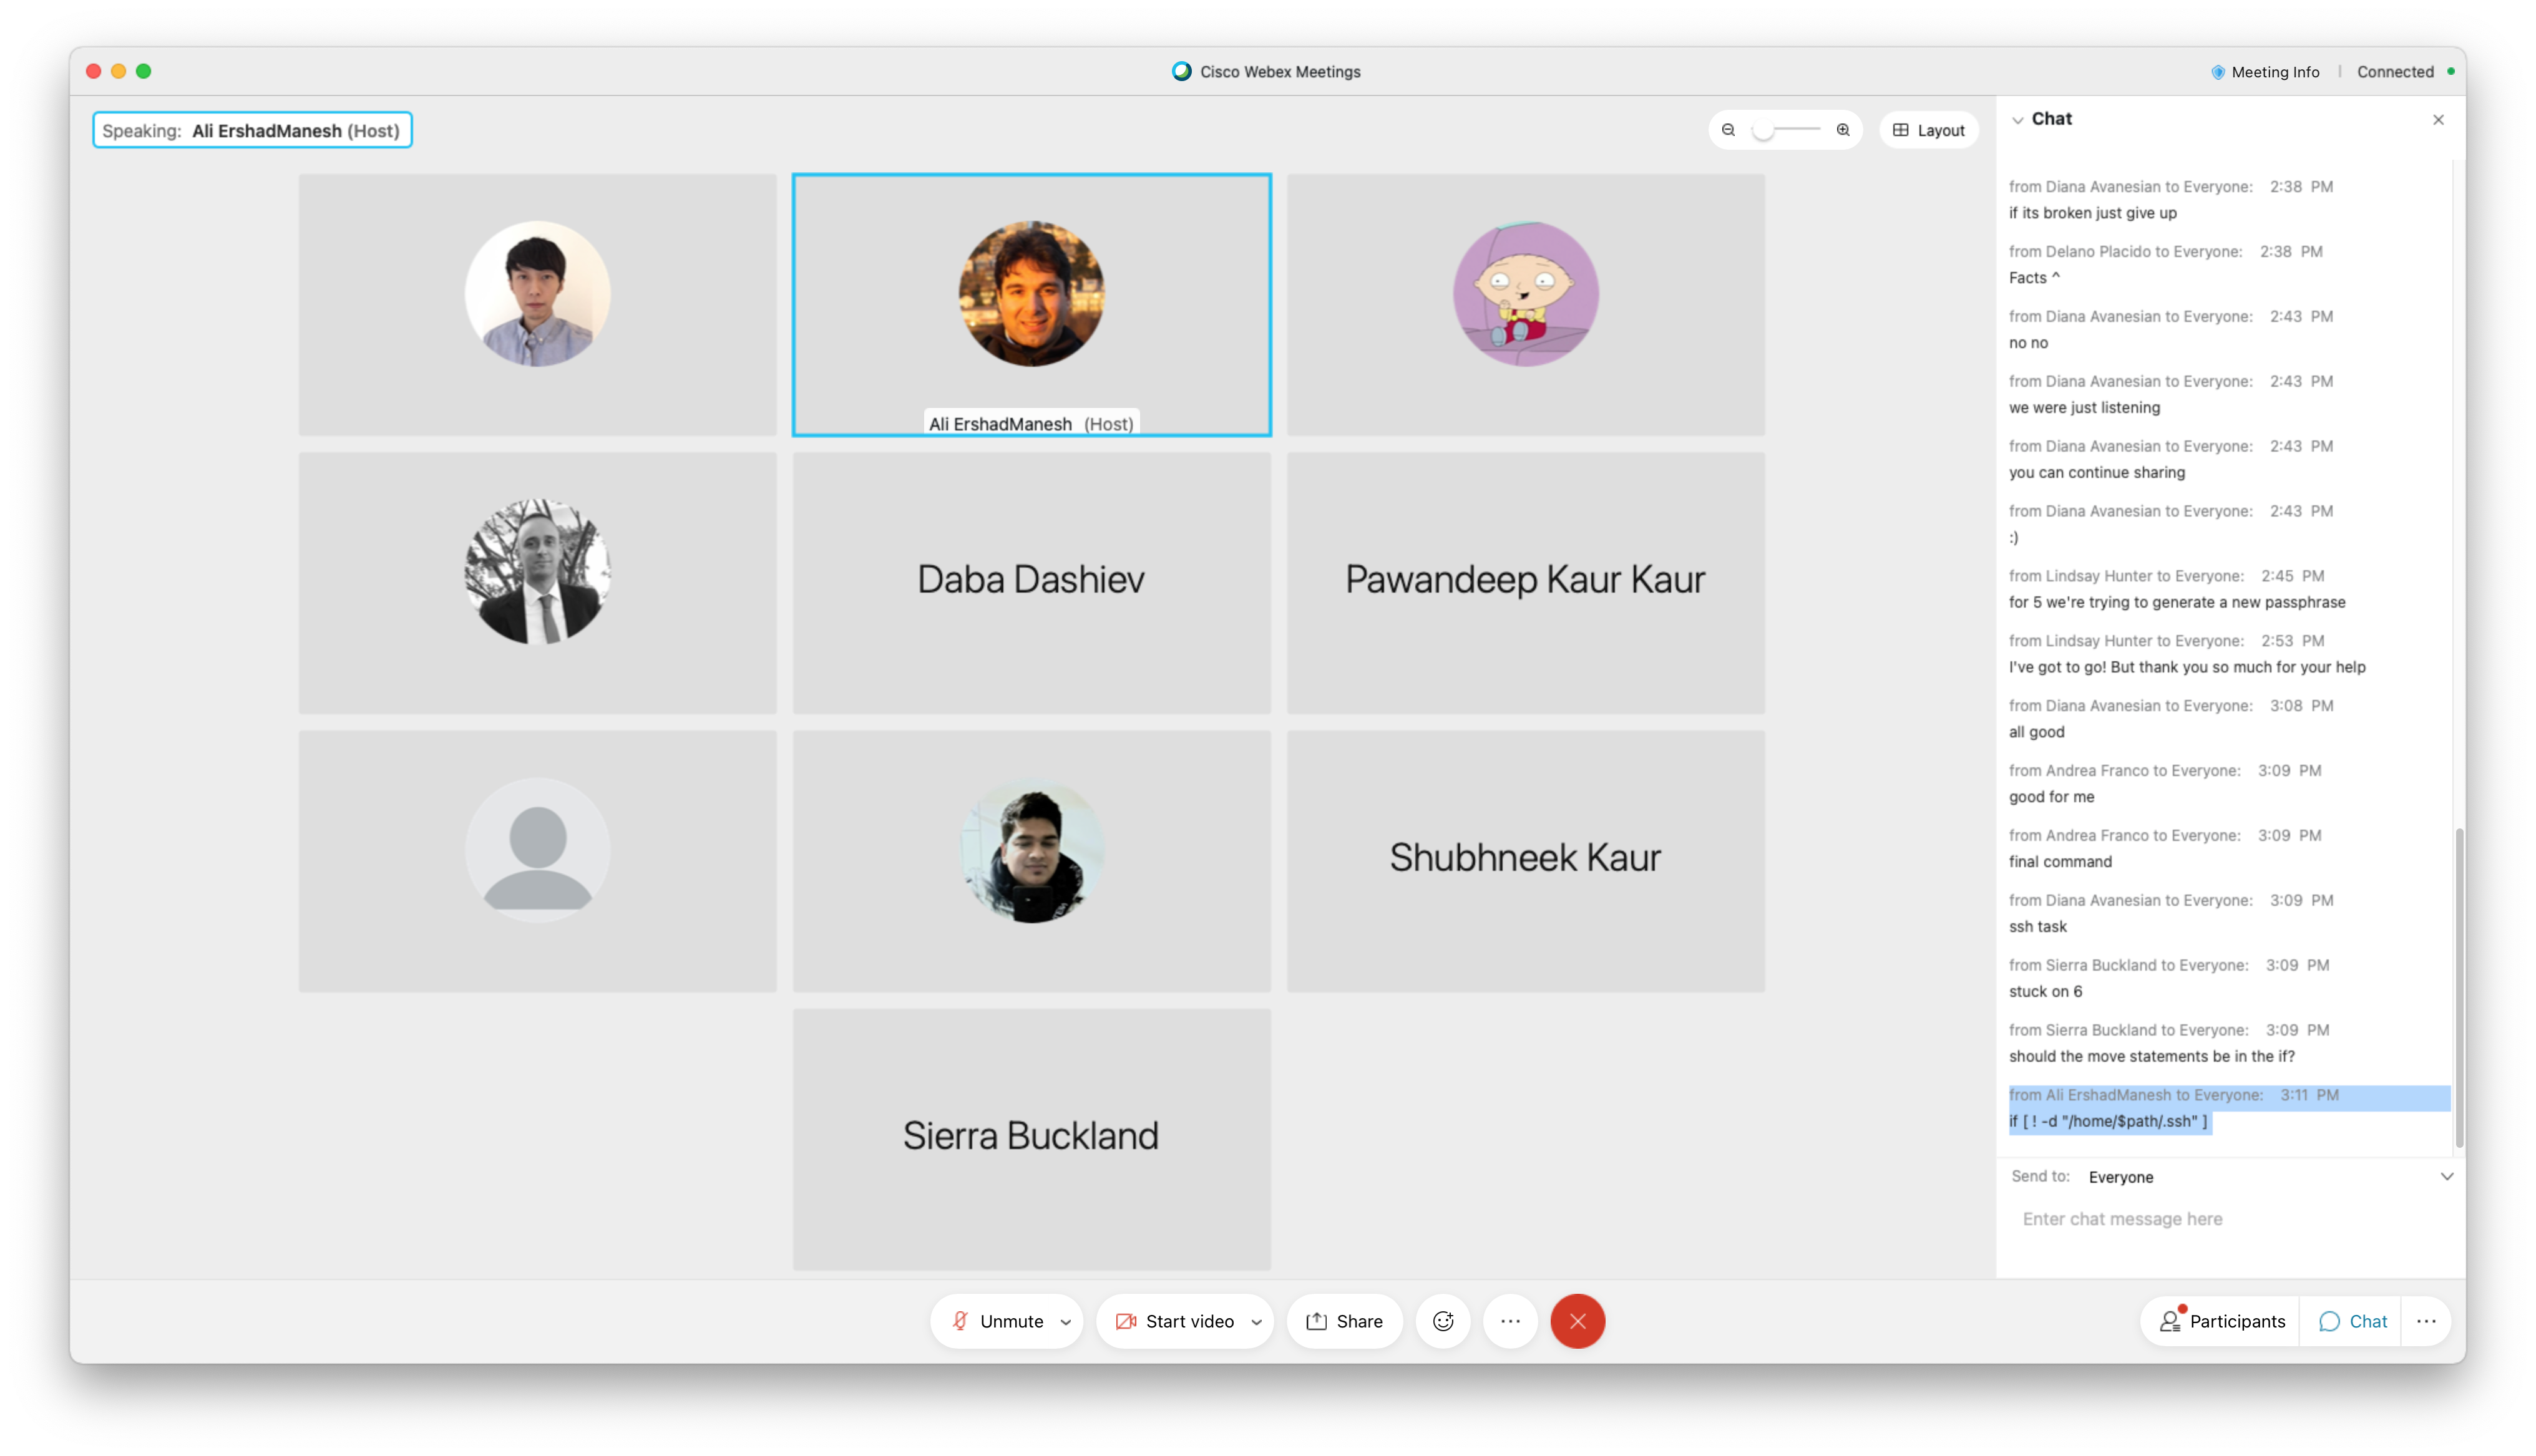 Cisco Webex Meetings
Meeting Info | Connected
Speaking: Ali ErshadManesh (Host)
Layout
Ali ErshadManesh (Host)
Daba Dashiev
Pawandeep Kaur Kaur
Shubhneek Kaur
Sierra Buckland
Chat
from Diana Avanesian to Everyone: 2:38 PM
if its broken just give up
from Delano Placido to Everyone: 2:38 PM
Facts ^
from Diana Avanesian to Everyone: 2:43 PM
no no
from Diana Avanesian to Everyone: 2:43 PM
we were just listening
from Diana Avanesian to Everyone: 2:43 PM
you can continue sharing
from Diana Avanesian to Everyone: 2:43 PM
:)
from Lindsay Hunter to Everyone: 2:45 PM
for 5 we're trying to generate a new passphrase
from Lindsay Hunter to Everyone: 2:53 PM
I've got to go! But thank you so much for your help
from Diana Avanesian to Everyone: 3:08 PM
all good
from Andrea Franco to Everyone: 3:09 PM
good for me
from Andrea Franco to Everyone: 3:09 PM
final command
from Diana Avanesian to Everyone: 3:09 PM
ssh task
from Sierra Buckland to Everyone: 3:09 PM
stuck on 6
from Sierra Buckland to Everyone: 3:09 PM
should the move statements be in the if?
from Ali ErshadManesh to Everyone: 3:11 PM
if [ ! -d "/home/$path/.ssh" ]
Send to: Everyone
Enter chat message here
Unmute
Start video
Share
Participants
Chat